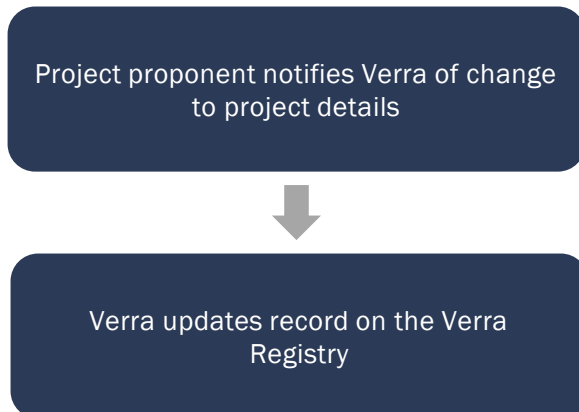 Project proponent notifies Verra of change
to project details
Verra updates record on the Verra
Registry